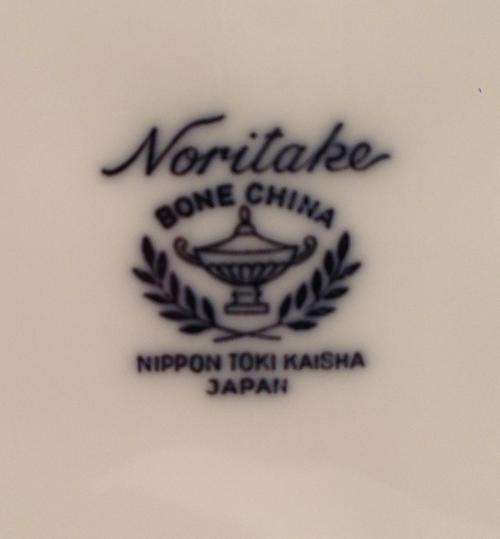 Noritake
BONE CHINA
NIPPON TOKI KAISHA
JAPAN